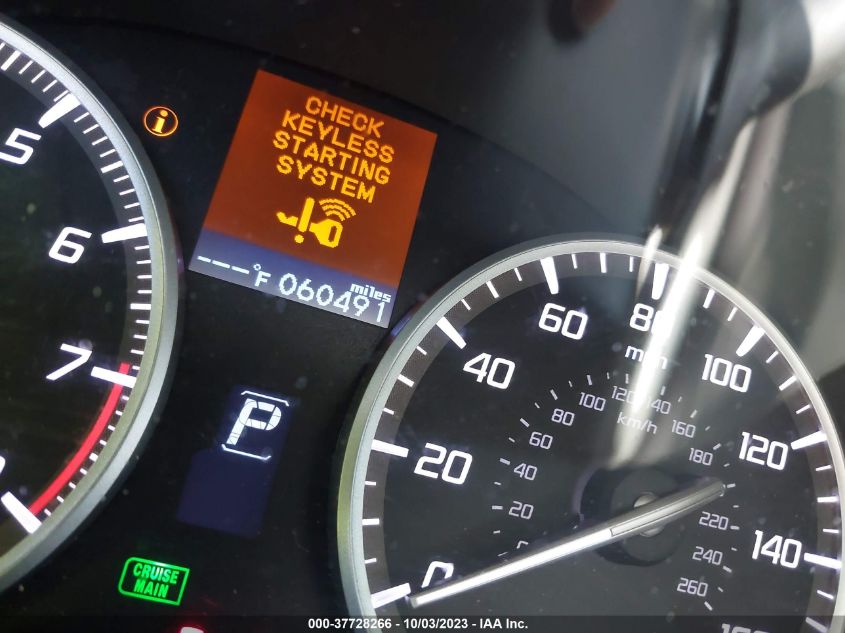 CHECK
KEYLESS
STARTING
SYSTEM
---°F 060491 miles
P
CRUISE
MAIN
5
6
7
0
20
40
60
80
100
120
140
mph
km/h
20
40
60
80
100
120
140
160
180
220
240
260
000-37728266 - 10/03/2023 - IAA Inc.